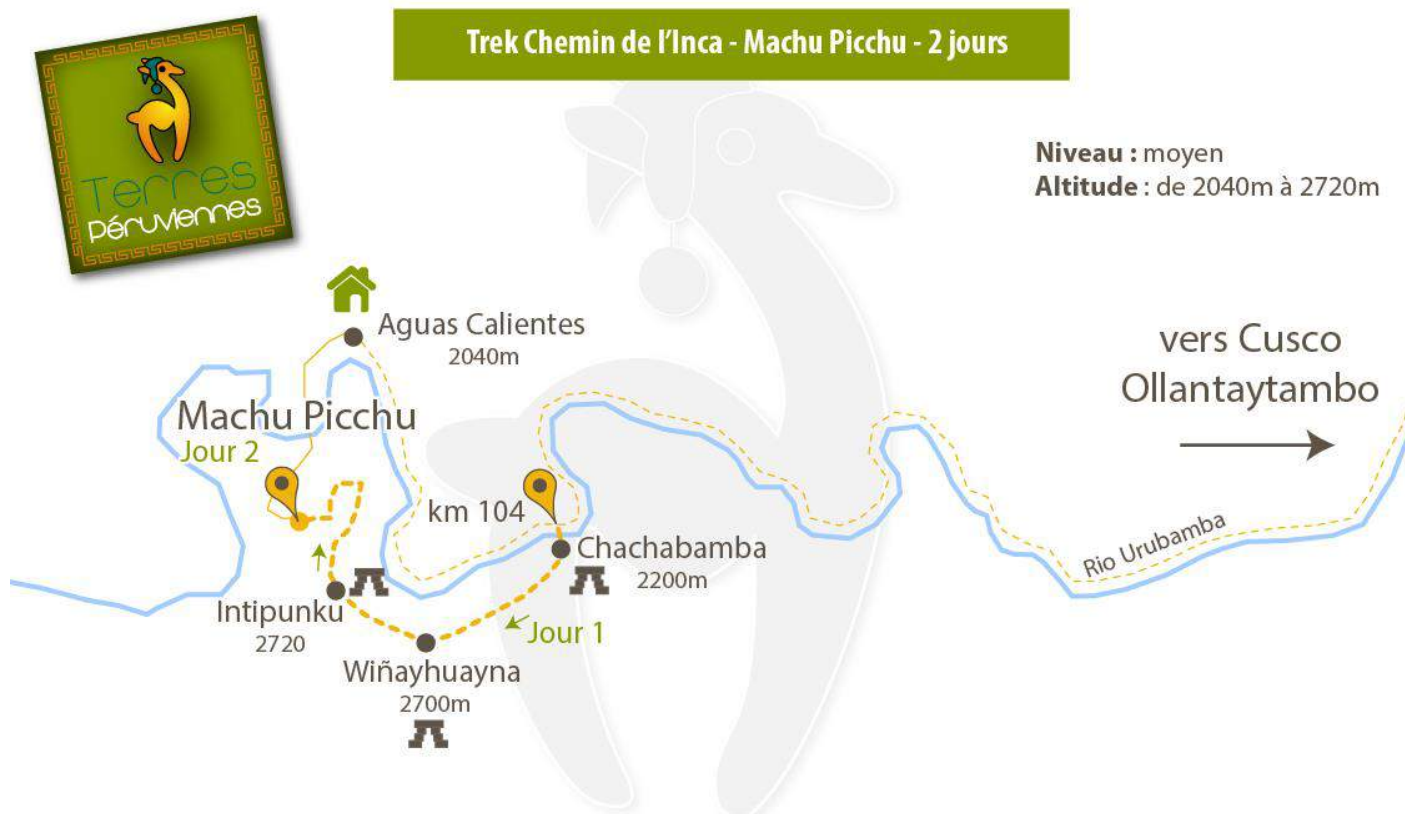 Trek Chemin de l'Inca - Machu Picchu - 2 jours
Terres
Péruviennes
Niveau : moyen
Altitude : de 2040m à 2720m
Aguas Calientes
2040m
vers Cusco
Ollantaytambo
Machu Picchu
Jour 2
km 104
Chachabamba
2200m
Rio Urubamba
Intipunku
2720
Jour 1
Wiñayhuayna
2700m